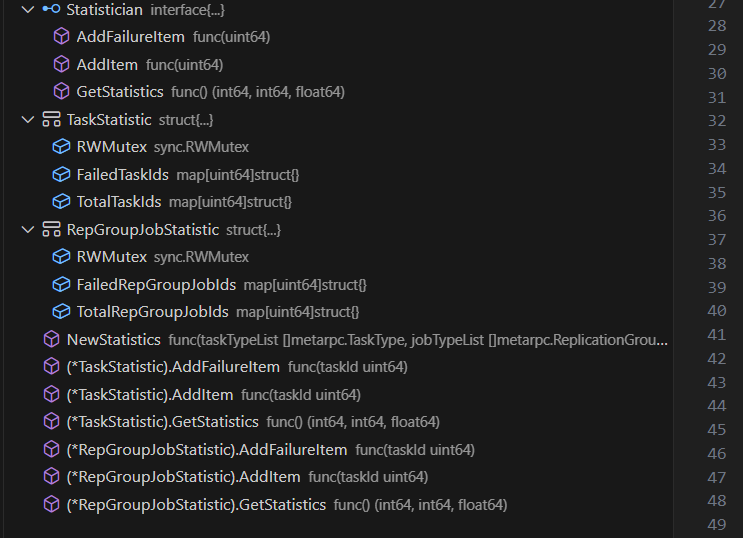 Statistician interface{...}
AddFailureItem func(uint64)
AddItem func(uint64)
GetStatistics func() (int64, int64, float64)
TaskStatistic struct{...}
RWMutex sync.RWMutex
FailedTaskIds map[uint64]struct{}
TotalTaskIds map[uint64]struct{}
RepGroupJobStatistic struct{...}
RWMutex sync.RWMutex
FailedRepGroupJobIds map[uint64]struct{}
TotalRepGroupJobIds map[uint64]struct{}
NewStatistics func(taskTypeList []metarpc.TaskType, jobTypeList []metarpc.ReplicationGrou...
(*TaskStatistic).AddFailureItem func(taskId uint64)
(*TaskStatistic).AddItem func(taskId uint64)
(*TaskStatistic).GetStatistics func() (int64, int64, float64)
(*RepGroupJobStatistic).AddFailureItem func(taskId uint64)
(*RepGroupJobStatistic).AddItem func(taskId uint64)
(*RepGroupJobStatistic).GetStatistics func() (int64, int64, float64)
27
28
29
30
31
32
33
34
35
36
37
38
39
40
41
42
43
44
45
46
47
48
49